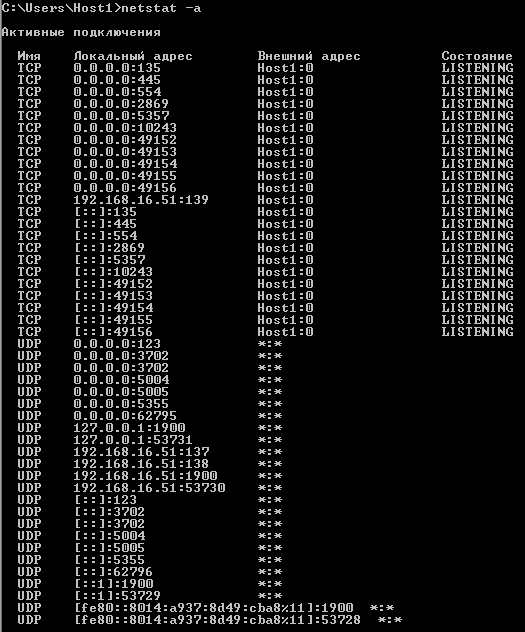 C:\Users\Host1>netstat -a
Активные подключения
Имя Локальный адрес Внешний адрес Состояние
TCP 0.0.0.0:135 Host1:0 LISTENING
TCP 0.0.0.0:445 Host1:0 LISTENING
TCP 0.0.0.0:554 Host1:0 LISTENING
TCP 0.0.0.0:2869 Host1:0 LISTENING
TCP 0.0.0.0:5357 Host1:0 LISTENING
TCP 0.0.0.0:10243 Host1:0 LISTENING
TCP 0.0.0.0:49152 Host1:0 LISTENING
TCP 0.0.0.0:49153 Host1:0 LISTENING
TCP 0.0.0.0:49154 Host1:0 LISTENING
TCP 0.0.0.0:49155 Host1:0 LISTENING
TCP 0.0.0.0:49156 Host1:0 LISTENING
TCP 192.168.16.51:139 Host1:0 LISTENING
TCP [::]:135 Host1:0 LISTENING
TCP [::]:445 Host1:0 LISTENING
TCP [::]:554 Host1:0 LISTENING
TCP [::]:2869 Host1:0 LISTENING
TCP [::]:5357 Host1:0 LISTENING
TCP [::]:10243 Host1:0 LISTENING
TCP [::]:49152 Host1:0 LISTENING
TCP [::]:49153 Host1:0 LISTENING
TCP [::]:49154 Host1:0 LISTENING
TCP [::]:49155 Host1:0 LISTENING
TCP [::]:49156 Host1:0 LISTENING
UDP 0.0.0.0:123 *:*
UDP 0.0.0.0:3702 *:*
UDP 0.0.0.0:3702 *:*
UDP 0.0.0.0:5004 *:*
UDP 0.0.0.0:5005 *:*
UDP 0.0.0.0:5355 *:*
UDP 0.0.0.0:62795 *:*
UDP 127.0.0.1:1900 *:*
UDP 127.0.0.1:53731 *:*
UDP 192.168.16.51:137 *:*
UDP 192.168.16.51:138 *:*
UDP 192.168.16.51:1900 *:*
UDP 192.168.16.51:53730 *:*
UDP [::]:123 *:*
UDP [::]:3702 *:*
UDP [::]:3702 *:*
UDP [::]:5004 *:*
UDP [::]:5005 *:*
UDP [::]:5355 *:*
UDP [::]:62796 *:*
UDP [::1]:1900 *:*
UDP [::1]:53729 *:*
UDP [fe80::8014:a937:8d49:cba8%11]:1900 *:*
UDP [fe80::8014:a937:8d49:cba8%11]:53728 *:*